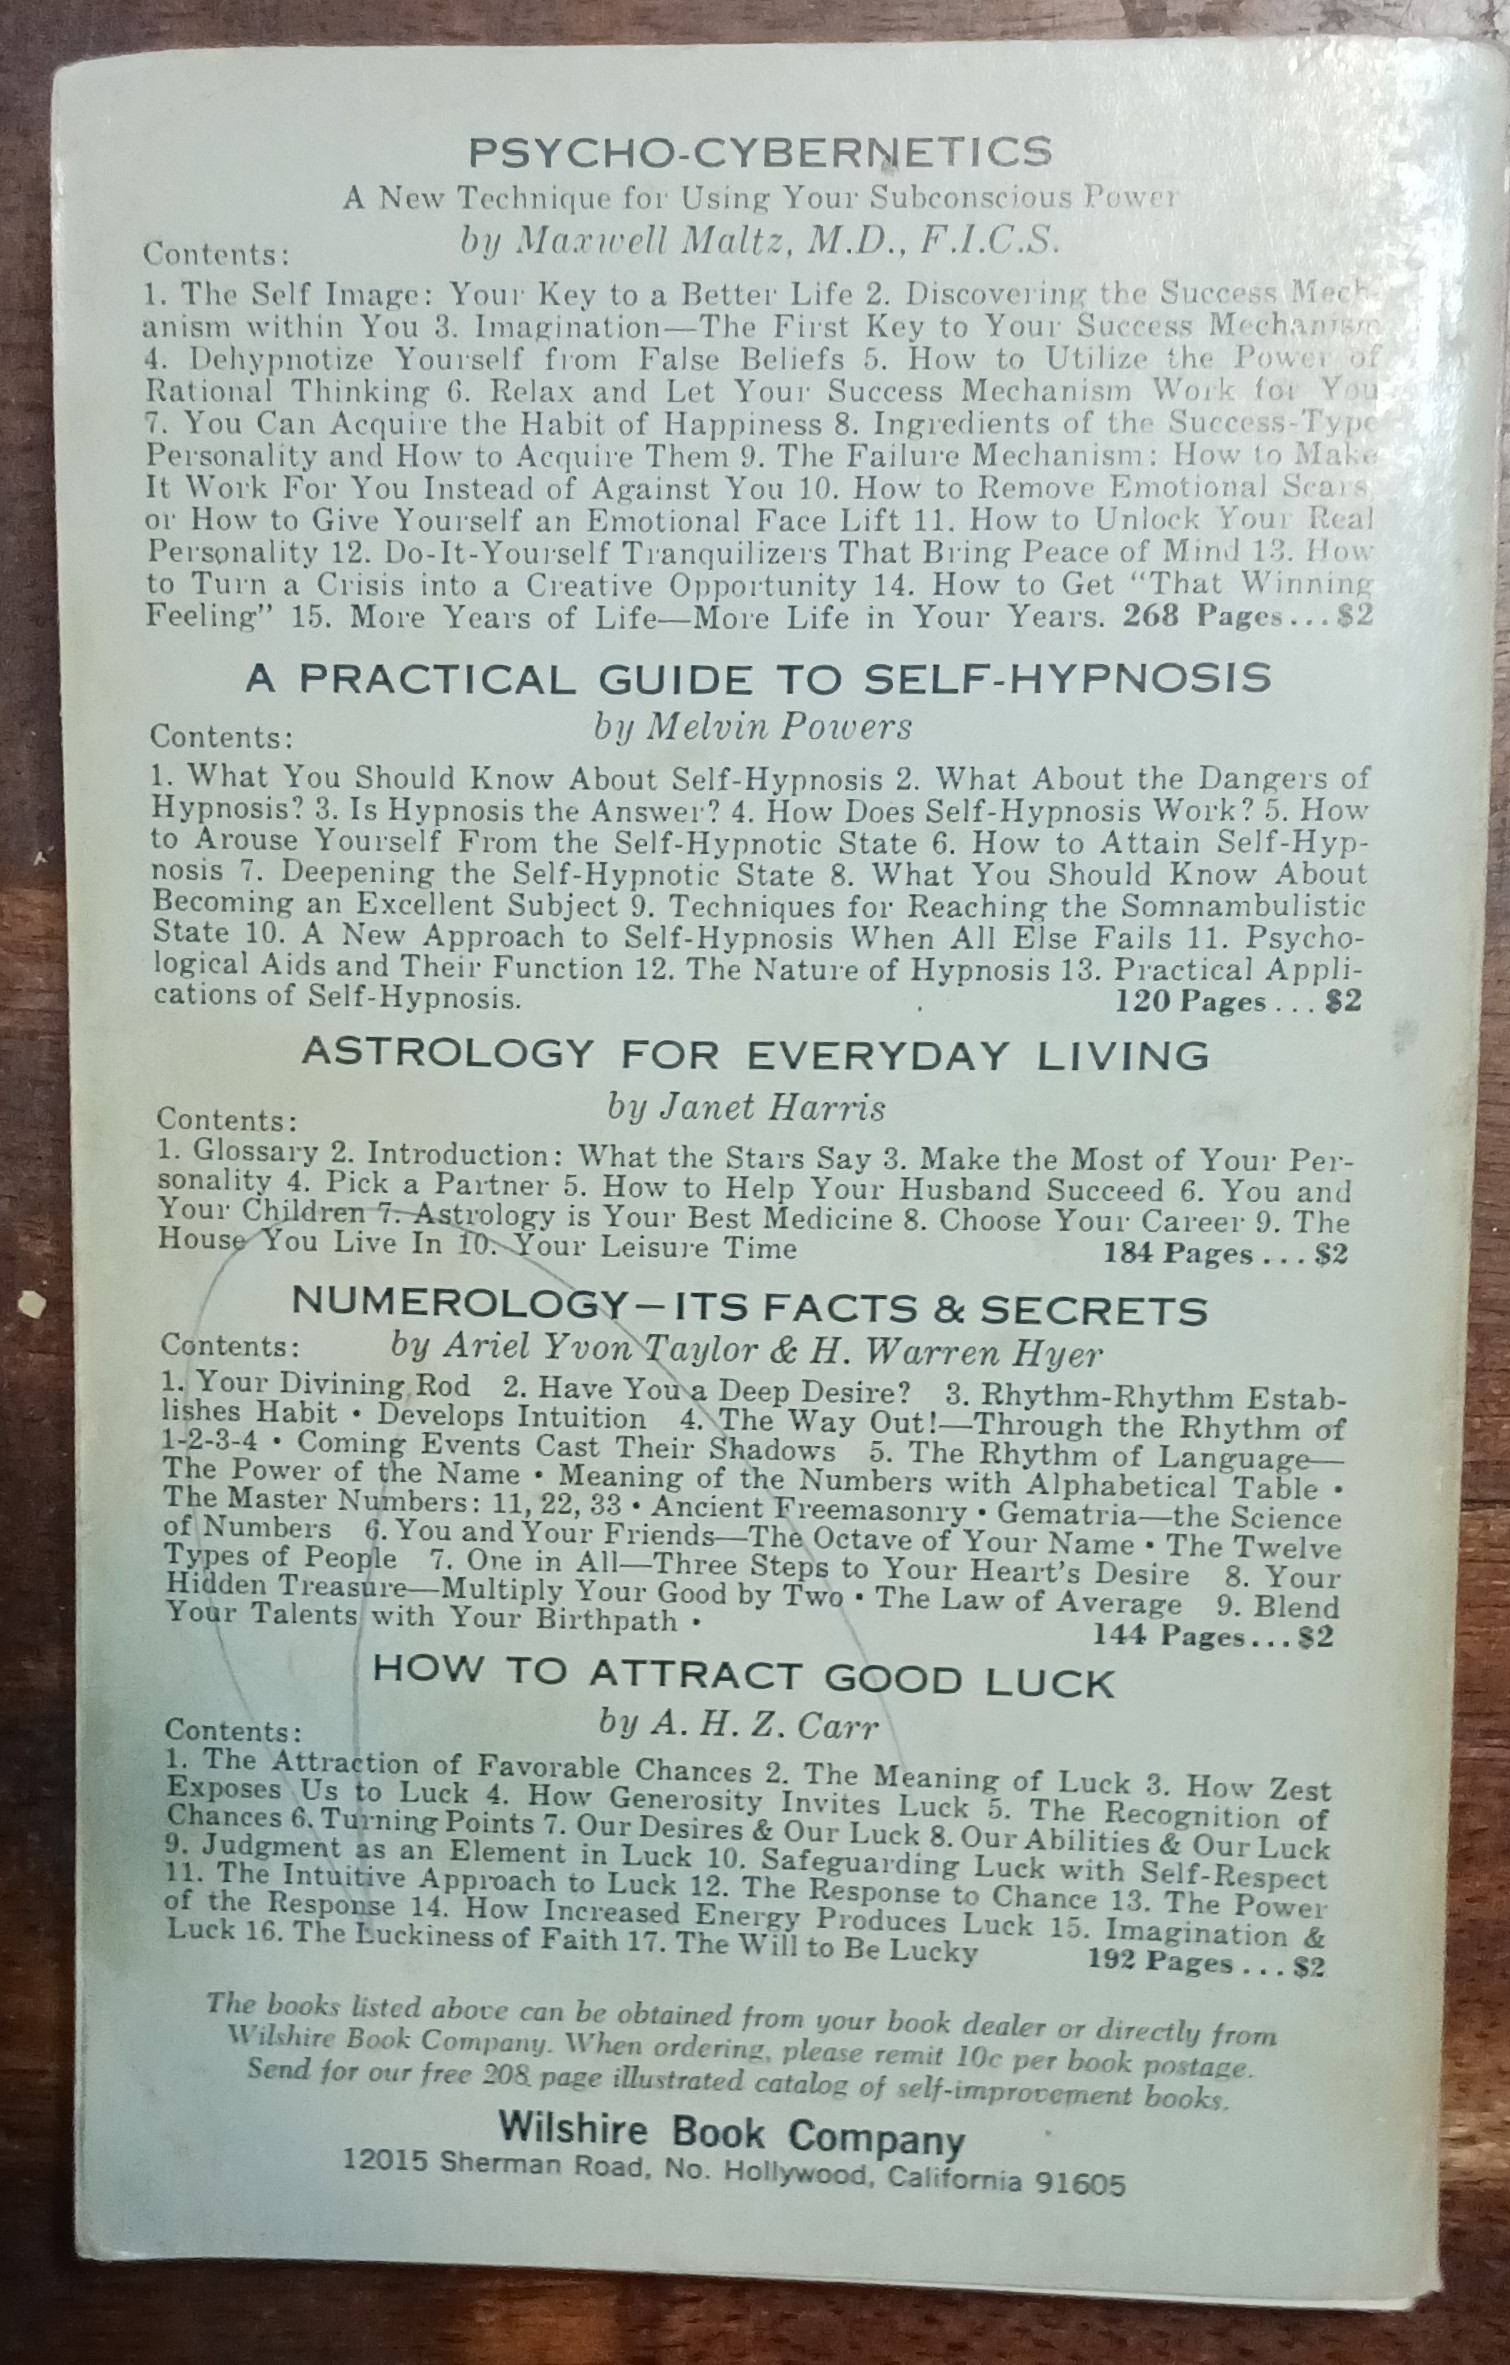 PSYCHO-CYBERNETICS
A New Technique for Using Your Subconscious Power
by Maxwell Maltz, M.D., F.I.C.S.
Contents:
1. The Self Image: Your Key to a Better Life 2. Discovering the Success Mech-
anism within You 3. Imagination—The First Key to Your Success Mechanism
4. Dehypnotize Yourself from False Beliefs 5. How to Utilize the Power of
Rational Thinking 6. Relax and Let Your Success Mechanism Work for You
7. You Can Acquire the Habit of Happiness 8. Ingredients of the Success-Type
Personality and How to Acquire Them 9. The Failure Mechanism: How to Make
It Work For You Instead of Against You 10. How to Remove Emotional Scars,
or How to Give Yourself an Emotional Face Lift 11. How to Unlock Your Real
Personality 12. Do-It-Yourself Tranquilizers That Bring Peace of Mind 13. How
to Turn a Crisis into a Creative Opportunity 14. How to Get “That Winning
Feeling” 15. More Years of Life—More Life in Your Years. 268 Pages...$2
A PRACTICAL GUIDE TO SELF-HYPNOSIS
by Melvin Powers
Contents:
1. What You Should Know About Self-Hypnosis 2. What About the Dangers of
Hypnosis? 3. Is Hypnosis the Answer? 4. How Does Self-Hypnosis Work? 5. How
to Arouse Yourself From the Self-Hypnotic State 6. How to Attain Self-Hyp-
nosis 7. Deepening the Self-Hypnotic State 8. What You Should Know About
Becoming an Excellent Subject 9. Techniques for Reaching the Somnambulistic
State 10. A New Approach to Self-Hypnosis When All Else Fails 11. Psycho-
logical Aids and Their Function 12. The Nature of Hypnosis 13. Practical Appli-
cations of Self-Hypnosis. 120 Pages... $2
ASTROLOGY FOR EVERYDAY LIVING
by Janet Harris
Contents:
1. Glossary 2. Introduction: What the Stars Say 3. Make the Most of Your Per-
sonality 4. Pick a Partner 5. How to Help Your Husband Succeed 6. You and
Your Children 7. Astrology is Your Best Medicine 8. Choose Your Career 9. The
House You Live In 10. Your Leisure Time 184 Pages... $2
NUMEROLOGY—ITS FACTS & SECRETS
by Ariel Yvon Taylor & H. Warren Hyer
Contents:
1. Your Divining Rod 2. Have You a Deep Desire? 3. Rhythm-Rhythm Estab-
lishes Habit • Develops Intuition 4. The Way Out!—Through the Rhythm of
1-2-3-4 • Coming Events Cast Their Shadows 5. The Rhythm of Language—
The Power of the Name • Meaning of the Numbers with Alphabetical Table •
The Master Numbers: 11, 22, 33 • Ancient Freemasonry • Gematria—the Science
of Numbers 6. You and Your Friends—The Octave of Your Name • The Twelve
Types of People 7. One in All—Three Steps to Your Heart's Desire 8. Your
Hidden Treasure—Multiply Your Good by Two • The Law of Average 9. Blend
Your Talents with Your Birthpath • 144 Pages...$2
HOW TO ATTRACT GOOD LUCK
by A. H. Z. Carr
Contents:
1. The Attraction of Favorable Chances 2. The Meaning of Luck 3. How Zest
Exposes Us to Luck 4. How Generosity Invites Luck 5. The Recognition of
Chances 6. Turning Points 7. Our Desires & Our Luck 8. Our Abilities & Our Luck
9. Judgment as an Element in Luck 10. Safeguarding Luck with Self-Respect
11. The Intuitive Approach to Luck 12. The Response to Chance 13. The Power
of the Response 14. How Increased Energy Produces Luck 15. Imagination &
Luck 16. The Luckiness of Faith 17. The Will to Be Lucky 192 Pages... $2
The books listed above can be obtained from your book dealer or directly from
Wilshire Book Company. When ordering, please remit 10c per book postage.
Send for our free 208 page illustrated catalog of self-improvement books.
Wilshire Book Company
12015 Sherman Road, No. Hollywood, California 91605